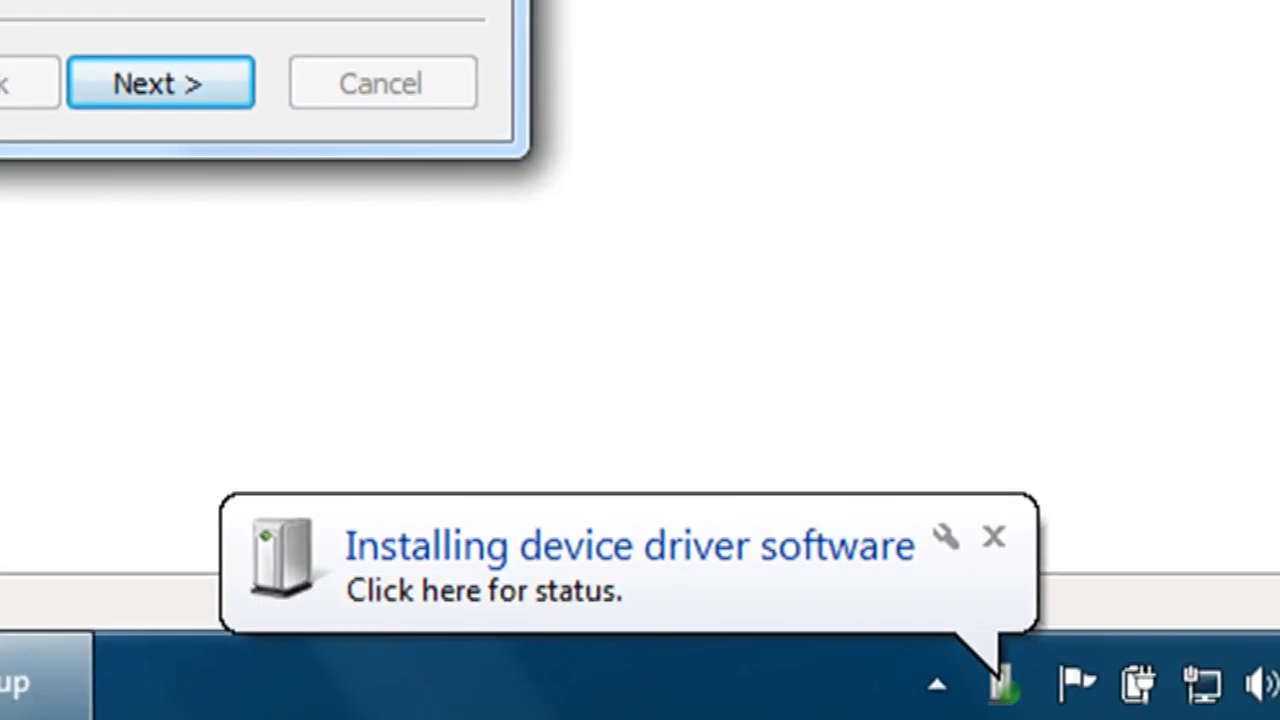 Next >
Cancel
Installing device driver software
Click here for status.
up